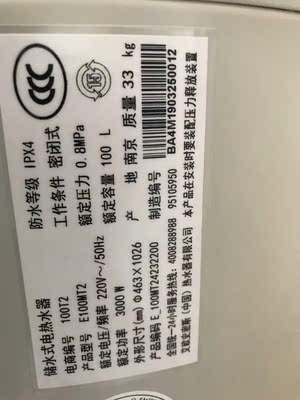 储水式电热水器
电商编号 100T2
产品型号 E100MT2
额定电压/频率 220V～/50Hz
额定功率 3000 W
外形尺寸(mm) Φ463×1026
产品编码 E_100MT24232200
全国统一24小时服务热线: 4008288988 95105950
艾欧史密斯（中国）热水器有限公司
防水等级 IPX4
工作条件 密闭式
额定压力 0.8MPa
额定容量 100 L
产 地 南京 质量 33 kg
制造编号
BA4M1903250012
本产品在安装时要装配压力释放装置